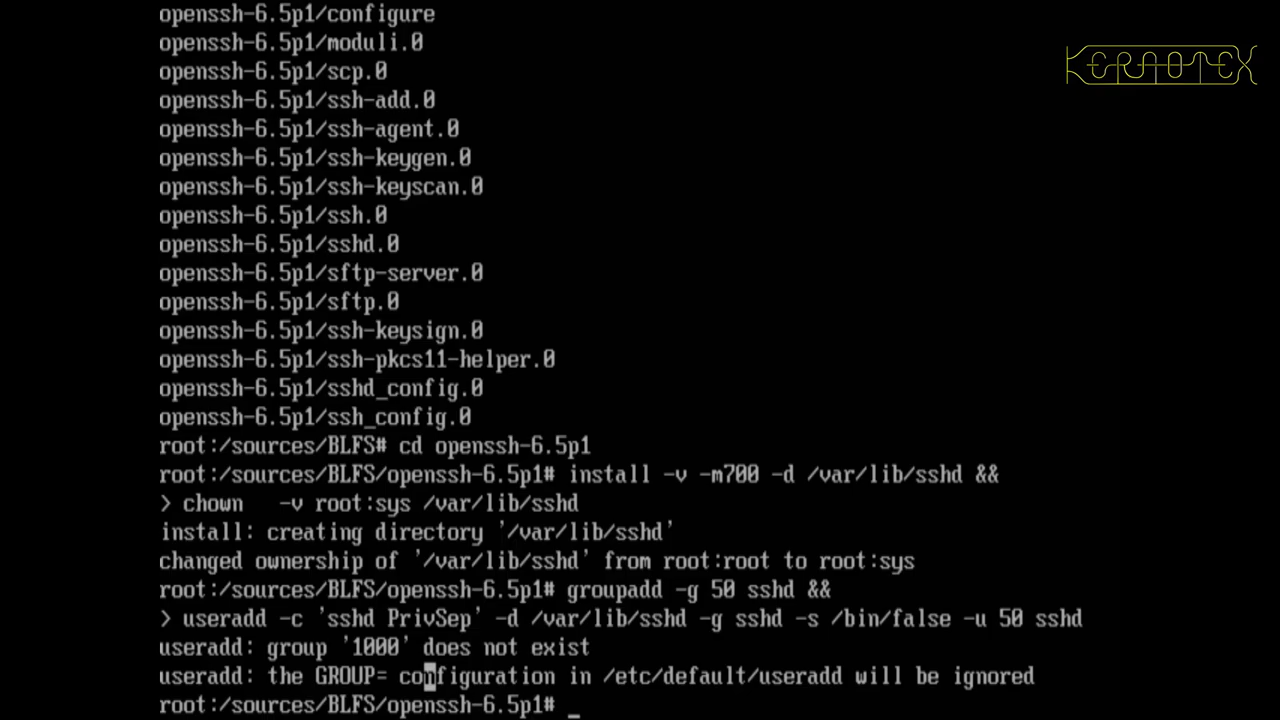 openssh-6.5p1/configure
KERNOTEX
openssh-6.5p1/moduli.0
openssh-6.5p1/scp.0
openssh-6.5p1/ssh-add.0
openssh-6.5p1/ssh-agent.0
openssh-6.5p1/ssh-keygen.0
openssh-6.5p1/ssh-keyscan.0
openssh-6.5p1/ssh.0
openssh-6.5p1/sshd.0
openssh-6.5p1/sftp-server.0
openssh-6.5p1/sftp.0
openssh-6.5p1/ssh-keysign.0
openssh-6.5p1/ssh-pkcs11-helper.0
openssh-6.5p1/sshd_config.0
openssh-6.5p1/ssh_config.0
root:/sources/BLFS# cd openssh-6.5p1
root:/sources/BLFS/openssh-6.5p1# install -v -m700 -d /var/lib/sshd &&
> chown   -v root:sys /var/lib/sshd
install: creating directory '/var/lib/sshd'
changed ownership of '/var/lib/sshd' from root:root to root:sys
root:/sources/BLFS/openssh-6.5p1# groupadd -g 50 sshd &&
> useradd -c 'sshd PrivSep' -d /var/lib/sshd -g sshd -s /bin/false -u 50 sshd
useradd: group '1000' does not exist
useradd: the GROUP= configuration in /etc/default/useradd will be ignored
root:/sources/BLFS/openssh-6.5p1# _